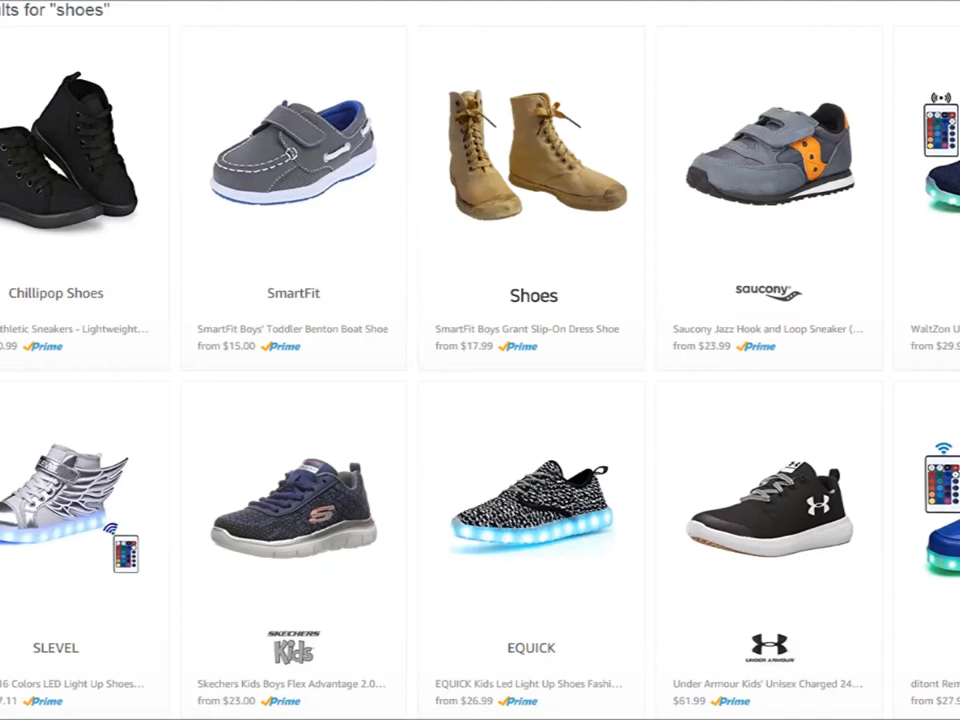 lts for "shoes"
Chillipop Shoes
SmartFit
Shoes
saucony
thletic Sneakers - Lightweight...
SmartFit Boys' Toddler Benton Boat Shoe
SmartFit Boys Grant Slip-On Dress Shoe
Saucony Jazz Hook and Loop Sneaker (...
WaltZon U
0.99 Prime
from $15.00 Prime
from $17.99 Prime
from $23.99 Prime
from $29.9
SLEVEL
SKECHERS
Kids
EQUICK
UNDER ARMOUR
16 Colors LED Light Up Shoes...
Skechers Kids Boys Flex Advantage 2.0...
EQUICK Kids Led Light Up Shoes Fashi...
Under Armour Kids' Unisex Charged 24...
ditont Rem
7.11 Prime
from $23.00 Prime
from $26.99 Prime
$61.99 Prime
from $27.9